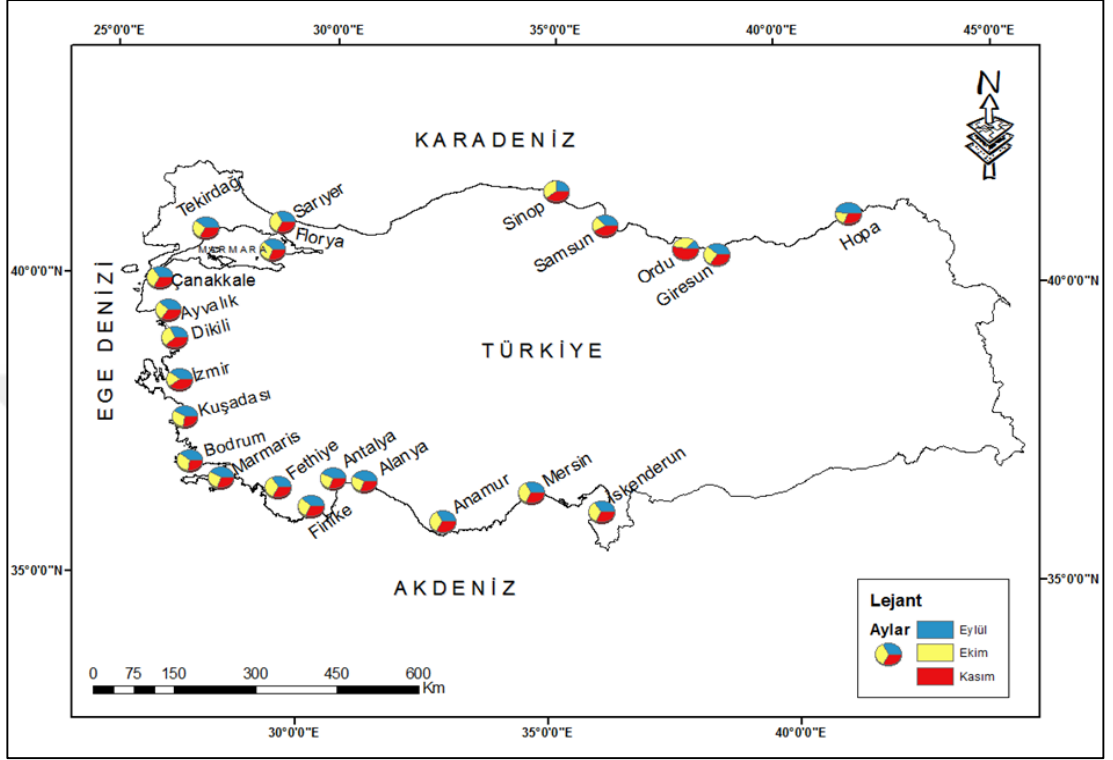 25°0'0"E 30°0'0"E 35°0'0"E 40°0'0"E 45°0'0"E
N
KARADENİZ
Tekirdağı
Sarıyer
Florya
MARMARA
Sinop
Samsun
Ordu
Giresun
Hopa
40°0'0"N
40°0'0"N
EGE DENİZİ
Çanakkale
Ayvalık
Dikili
İzmir
Kuşadası
Bodrum
Marmaris
Fethiye
Finike
Antalya
Alanya
Anamur
Mersin
İskenderun
TÜRKİYE
35°0'0"N
35°0'0"N
AKDENİZ
Lejant
Aylar
Eylül
Ekim
Kasım
0 75 150 300 450 600
Km
30°0'0"E 35°0'0"E 40°0'0"E